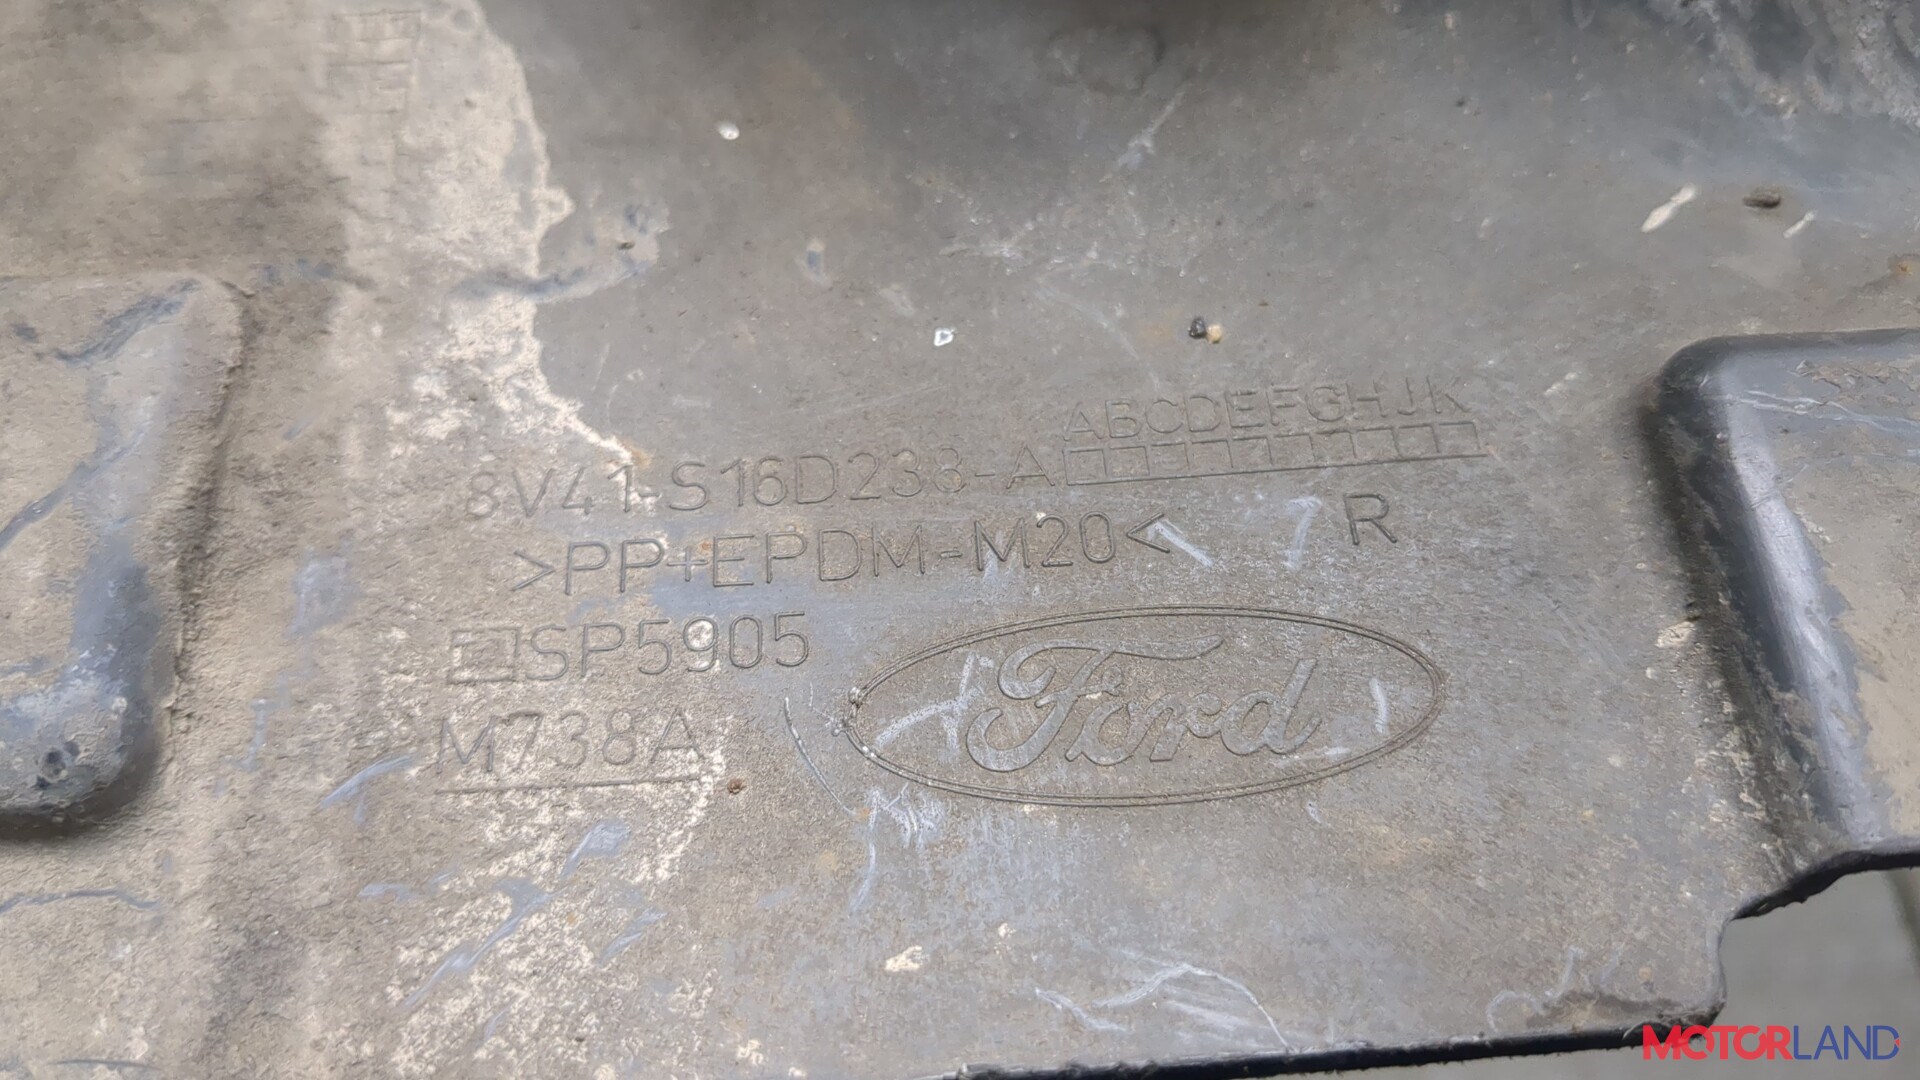 ABCDEFGHJK
8V41-S16D238-A
>PP+EPDM-M20< R
SP5905
Ford
M738A
MOTORLAND